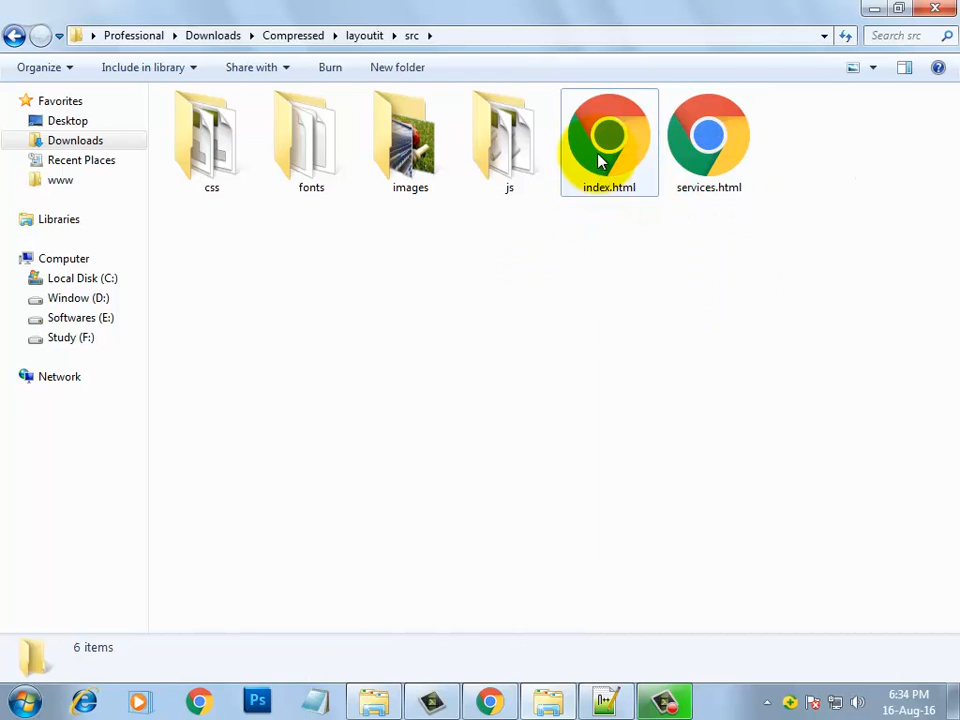 Professional Downloads Compressed layoutit src Search src
Organize Include in library Share with Burn New folder
Favorites
Desktop
Downloads
Recent Places
www
Libraries
Computer
Local Disk (C:)
Window (D:)
Softwares (E:)
Study (F:)
Network
css fonts images js index.html services.html
6 items
Ps
6:34 PM
16-Aug-16